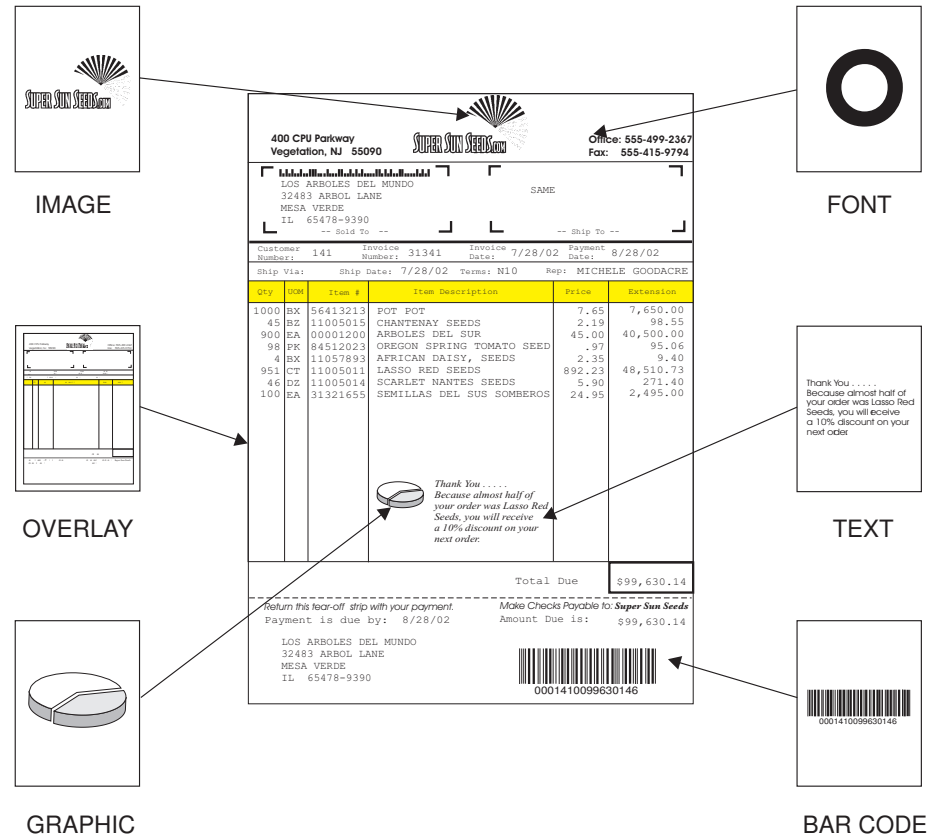 SUPER SUN SEEDS.COM
IMAGE
FONT
400 CPU Parkway
Vegetation, NJ 55090
SUPER SUN SEEDS.COM
Office: 555-499-2367
Fax: 555-415-9794
LOS ARBOLES DEL MUNDO
32483 ARBOL LANE
MESA VERDE
IL 65478-9390
-- Sold To --
SAME
-- Ship To --
Customer Number: 141 Invoice Number: 31341 Invoice Date: 7/28/02 Payment Date: 8/28/02
Ship Via: Ship Date: 7/28/02 Terms: N10 Rep: MICHELE GOODACRE
Qty UOM Item # Item Description Price Extension
1000 BX 56413213 POT POT 7.65 7,650.00
45 BZ 11005015 CHANTENAY SEEDS 2.19 98.55
900 EA 00001200 ARBOLES DEL SUR 45.00 40,500.00
98 PK 84512023 OREGON SPRING TOMATO SEED .97 95.06
4 BX 11057893 AFRICAN DAISY, SEEDS 2.35 9.40
951 CT 11005011 LASSO RED SEEDS 892.23 48,510.73
46 DZ 11005014 SCARLET NANTES SEEDS 5.90 271.40
100 EA 31321655 SEMILLAS DEL SUS SOMBEROS 24.95 2,495.00
Thank You . . . . .
Because almost half of
your order was Lasso Red
Seeds, you will receive
a 10% discount on your
next order.
Total Due $99,630.14
Return this tear-off strip with your payment. Make Checks Payable to: Super Sun Seeds
Payment is due by: 8/28/02 Amount Due is: $99,630.14
LOS ARBOLES DEL MUNDO
32483 ARBOL LANE
MESA VERDE
IL 65478-9390
0001410099630146
OVERLAY
Thank You . . . . .
Because almost half of
your order was Lasso Red
Seeds, you will receive
a 10% discount on your
next order.
TEXT
GRAPHIC
0001410099630146
BAR CODE